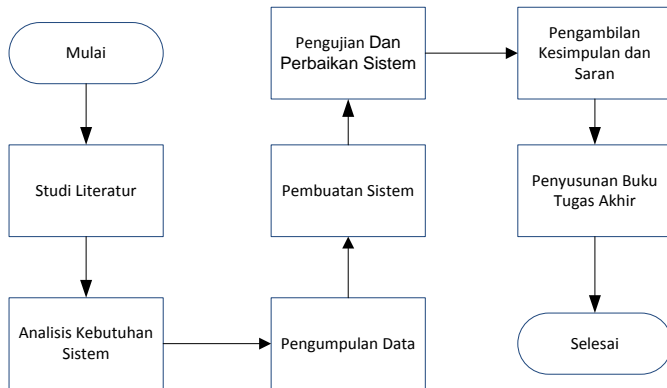 Mulai
Studi Literatur
Analisis Kebutuhan
Sistem
Pengumpulan Data
Pembuatan Sistem
Pengujian Dan
Perbaikan Sistem
Pengambilan
Kesimpulan dan
Saran
Penyusunan Buku
Tugas Akhir
Selesai